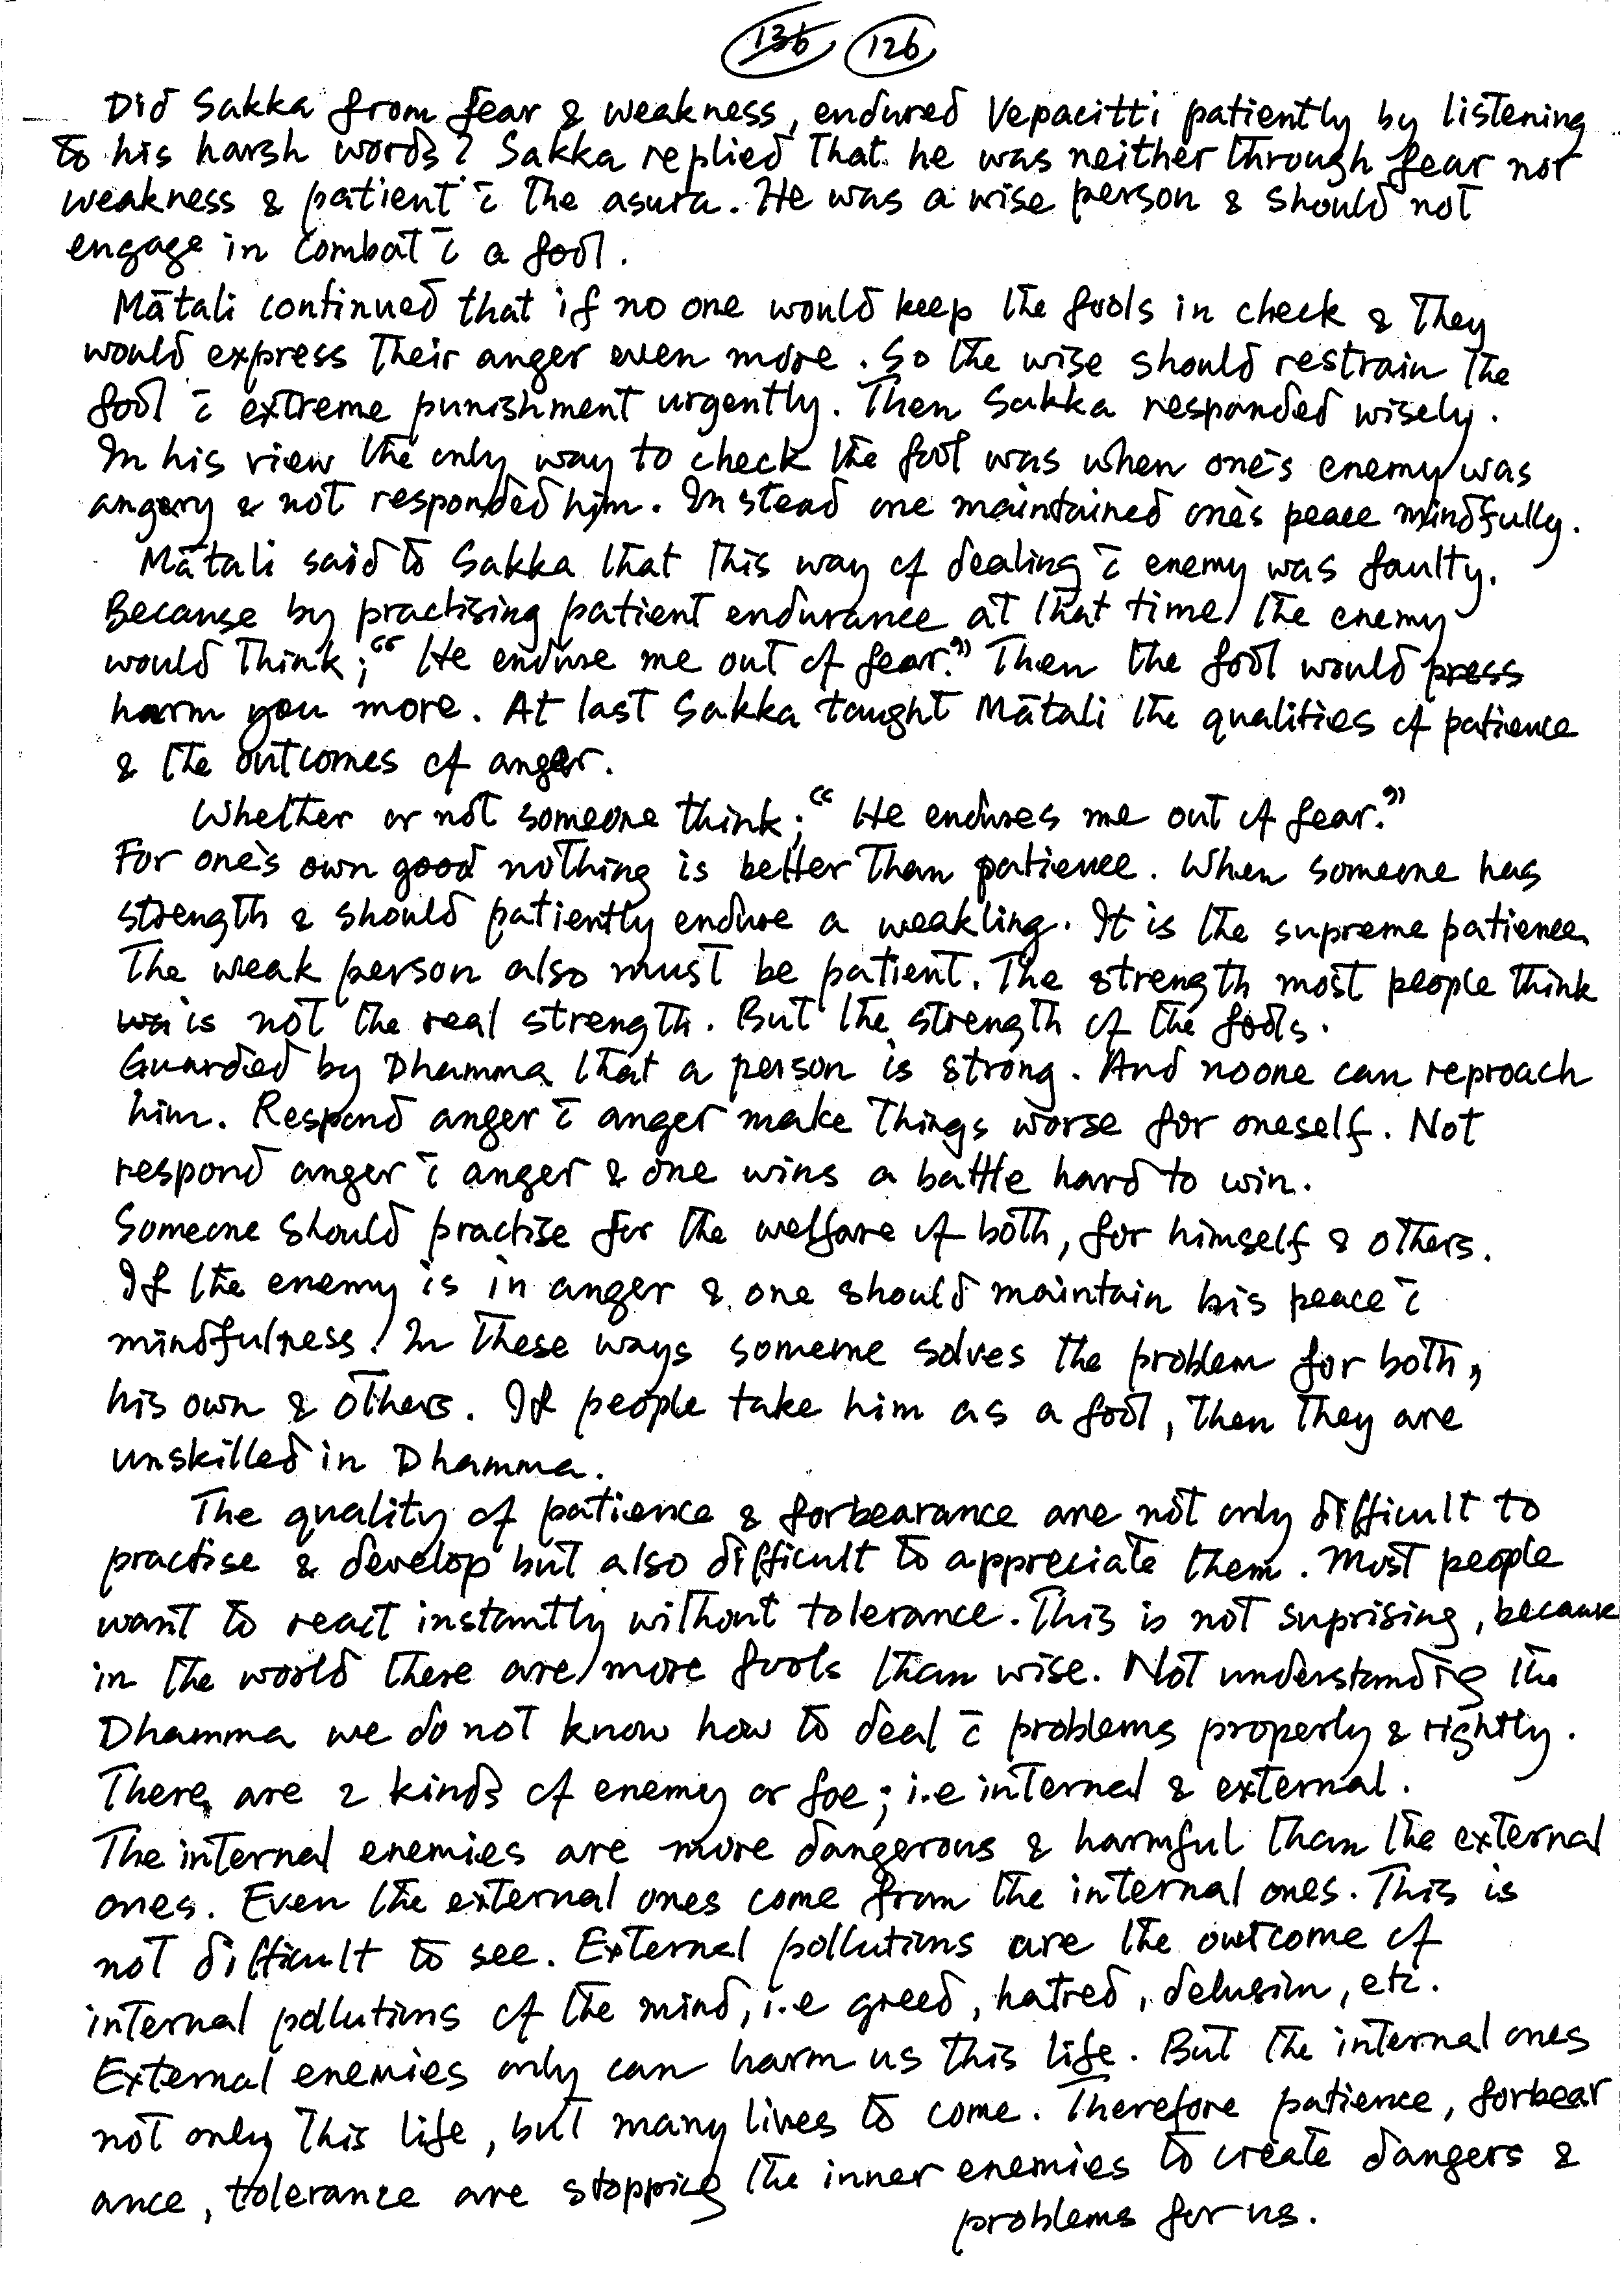 136 126
Did Sakka from fear & weakness, endured Vepacitti patiently by listening
to his harsh words? Sakka replied that he was neither through fear nor
weakness & patient c̄ the asura. He was a wise person & should not
engage in combat c̄ a fool.
Mātali continued that if no one would keep the fools in check & they
would express their anger even more. So the wise should restrain the
fool c̄ extreme punishment urgently. Then Sakka responded wisely.
In his view the only way to check the fool was when one's enemy was
angery & not responded him. Instead one maintained one's peace mindfully.
Mātali said to Sakka that this way of dealing c̄ enemy was faulty.
Because by practising patient endurance at that time, the enemy
would think; "He endure me out of fear." Then the fool would press
harm you more. At last Sakka taught Mātali the qualities of patience
& the outcomes of anger.
Whether or not someone think; "He endures me out of fear."
For one's own good nothing is better than patience. When someone has
strength & should patiently endure a weakling. It is the supreme patience.
The weak person also must be patient. The strength most people think
wa is not the real strength. But the strength of the fools.
Guarded by Dhamma that a person is strong. And noone can reproach
him. Respond anger c̄ anger make things worse for oneself. Not
respond anger c̄ anger & one wins a battle hard to win.
Someone should practise for the welfare of both, for himself & others.
If the enemy is in anger & one should maintain his peace c̄
mindfulness. In these ways someone solves the problem for both,
his own & others. If people take him as a fool, then they are
unskilled in Dhamma.
The quality of patience & forbearance are not only difficult to
practise & develop but also difficult to appreciate them. Most people
want to react instantly without tolerance. This is not suprising, because
in the world there are more fools than wise. Not understanding the
Dhamma we do not know how to deal c̄ problems properly & rightly.
There are 2 kinds of enemy or foe; i.e internal & external.
The internal enemies are more dangerous & harmful than the external
ones. Even the external ones come from the internal ones. This is
not difficult to see. External pollutions are the outcome of
internal pollutions of the mind, i.e greed, hatred, delusion, etc.
External enemies only can harm us this life. But the internal ones
not only this life, but many lives to come. Therefore patience, forbear
ance, tolerance are stopping the inner enemies to create dangers &
problems for us.